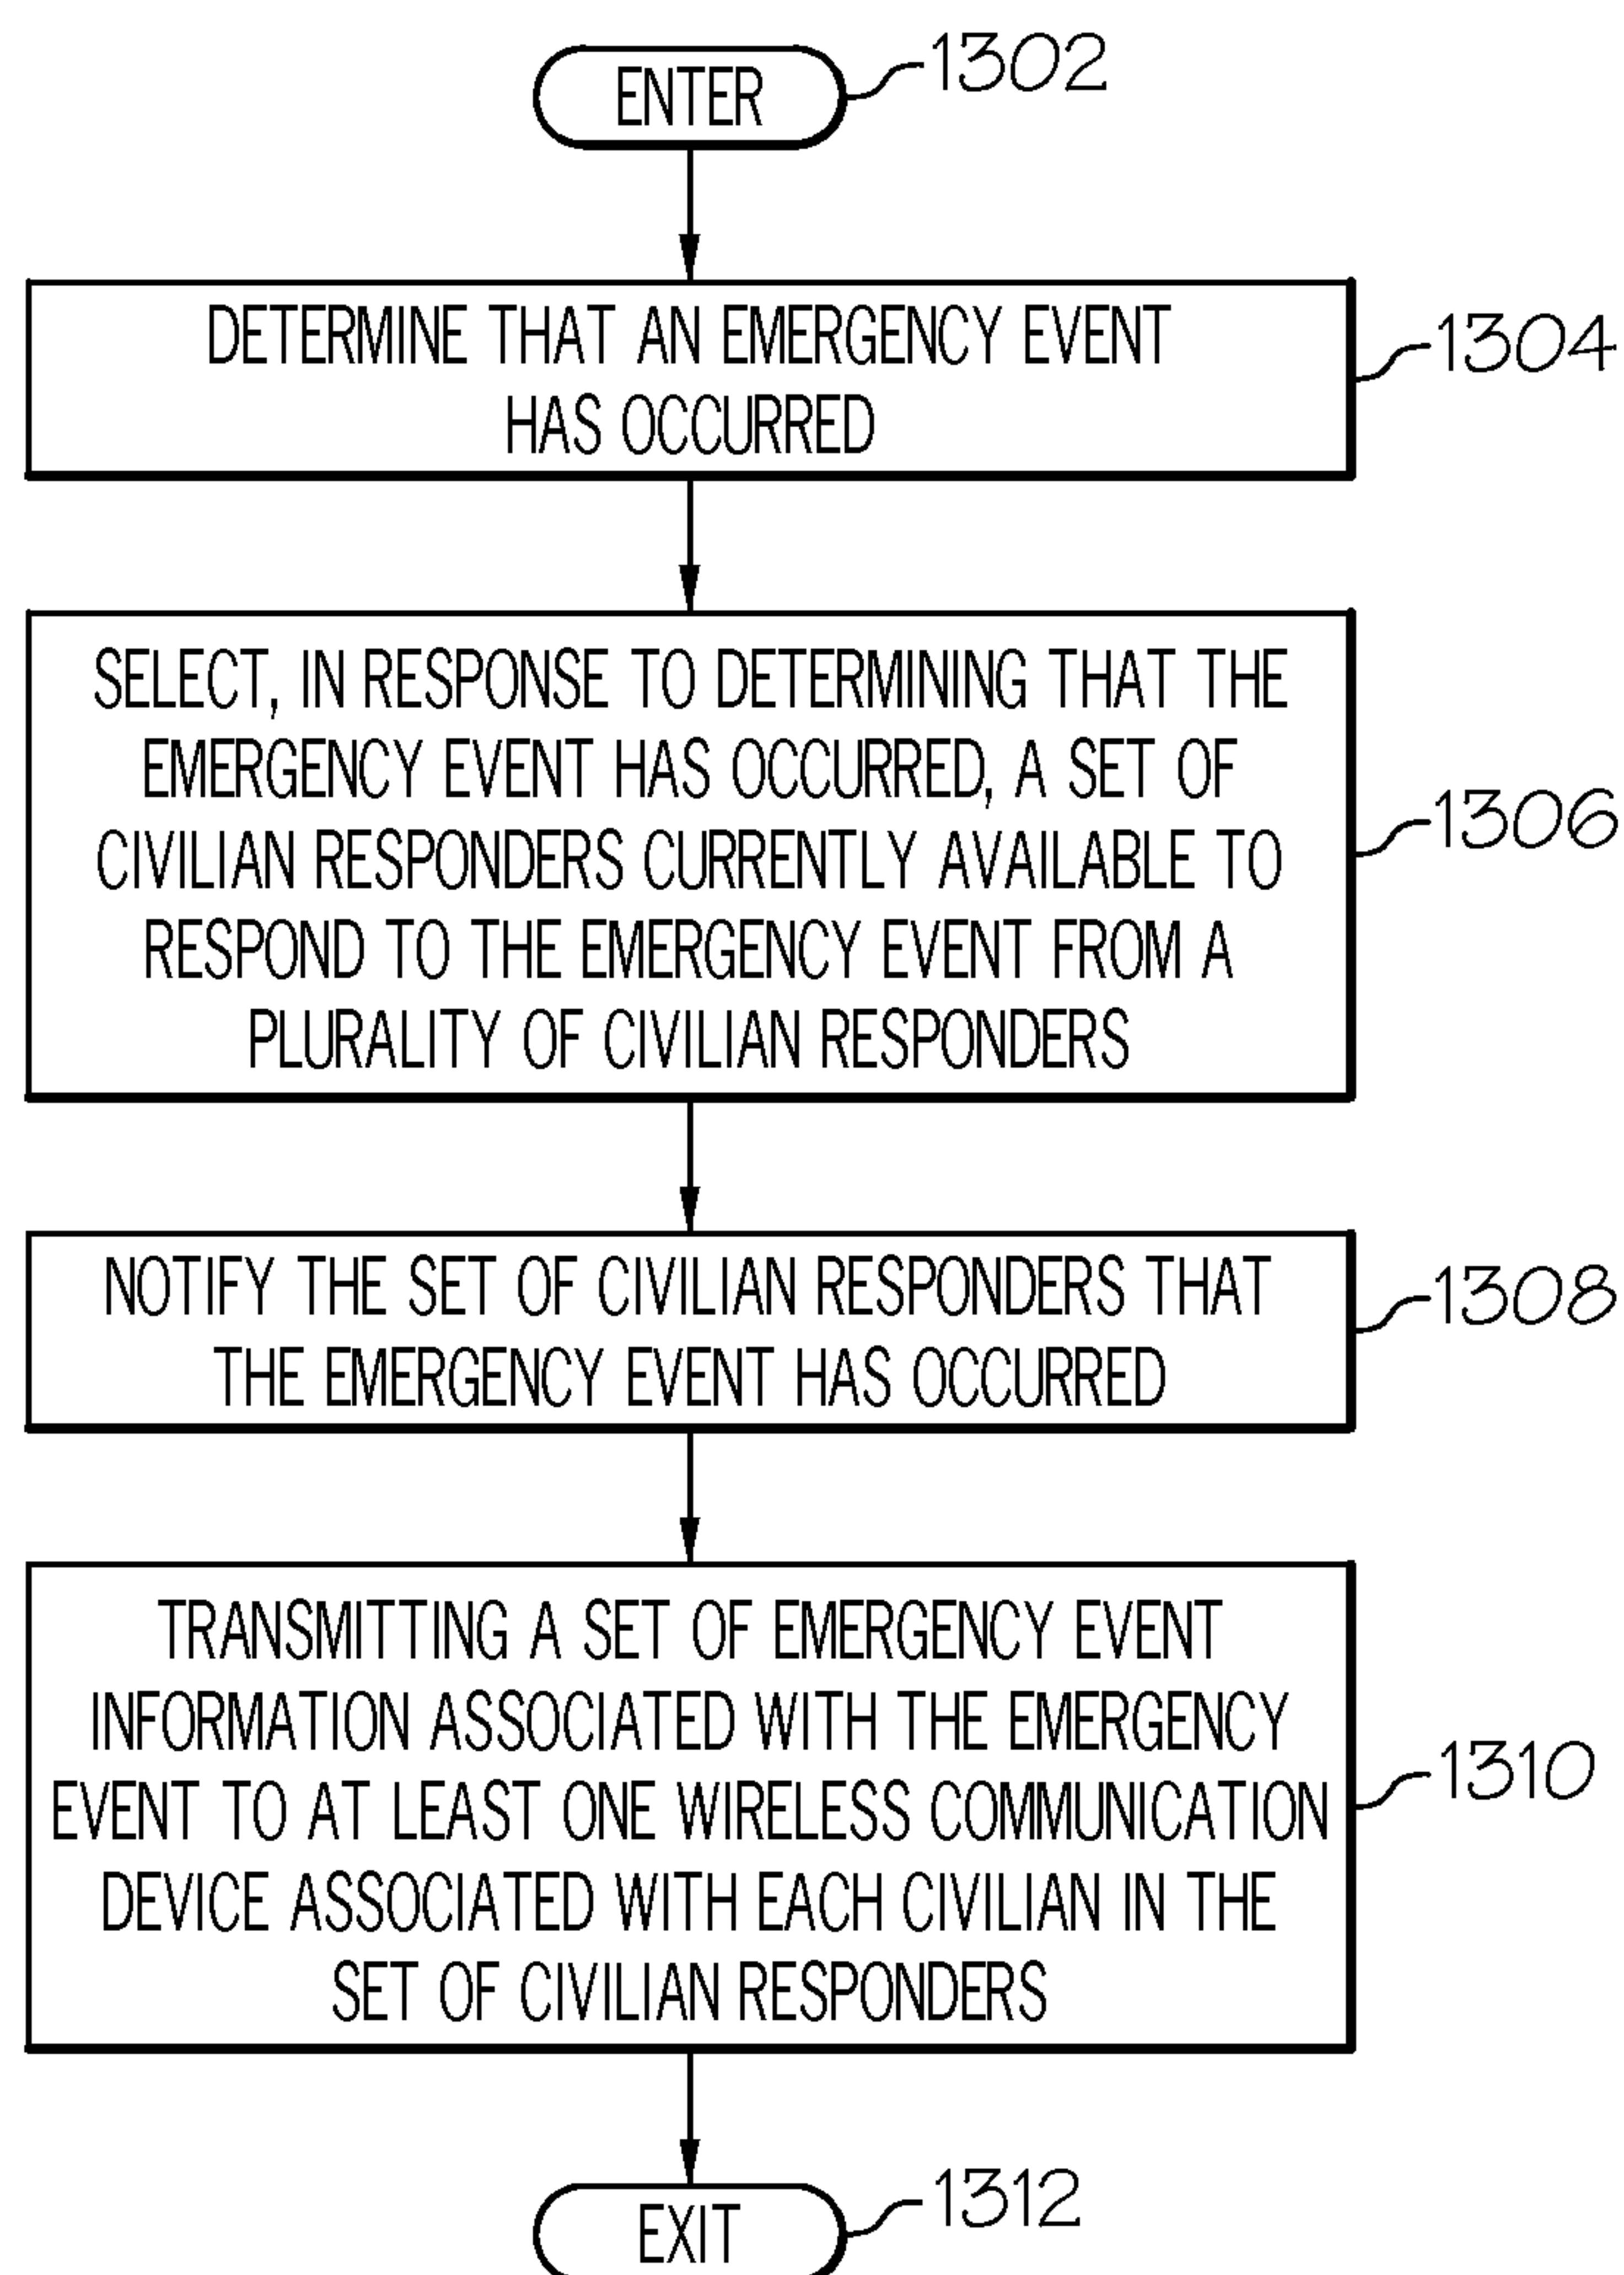 ENTER
1302
DETERMINE THAT AN EMERGENCY EVENT
HAS OCCURRED
1304
SELECT, IN RESPONSE TO DETERMINING THAT THE
EMERGENCY EVENT HAS OCCURRED, A SET OF
CIVILIAN RESPONDERS CURRENTLY AVAILABLE TO
RESPOND TO THE EMERGENCY EVENT FROM A
PLURALITY OF CIVILIAN RESPONDERS
1306
NOTIFY THE SET OF CIVILIAN RESPONDERS THAT
THE EMERGENCY EVENT HAS OCCURRED
1308
TRANSMITTING A SET OF EMERGENCY EVENT
INFORMATION ASSOCIATED WITH THE EMERGENCY
EVENT TO AT LEAST ONE WIRELESS COMMUNICATION
DEVICE ASSOCIATED WITH EACH CIVILIAN IN THE
SET OF CIVILIAN RESPONDERS
1310
EXIT
1312